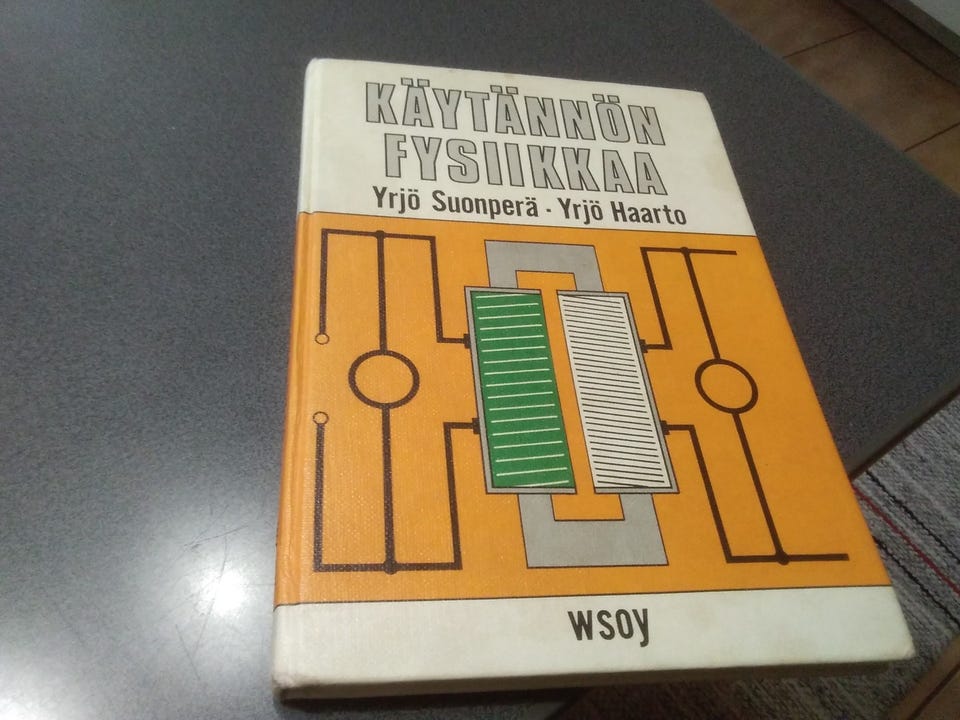 KÄYTÄNNÖN
FYSIIKKAA
Yrjö Suonperä · Yrjö Haarto
WSOY